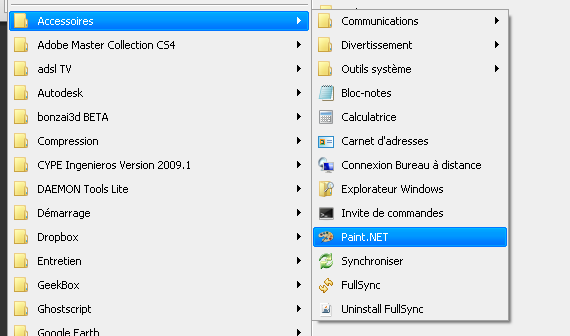 Accessoires
Adobe Master Collection CS4
adsl TV
Autodesk
bonzai3d BETA
Compression
CYPE Ingenieros Version 2009.1
DAEMON Tools Lite
Démarrage
Dropbox
Entretien
GeekBox
Ghostscript
Google Earth
Communications
Divertissement
Outils système
Bloc-notes
Calculatrice
Carnet d'adresses
Connexion Bureau à distance
Explorateur Windows
Invite de commandes
Paint.NET
Synchroniser
FullSync
Uninstall FullSync